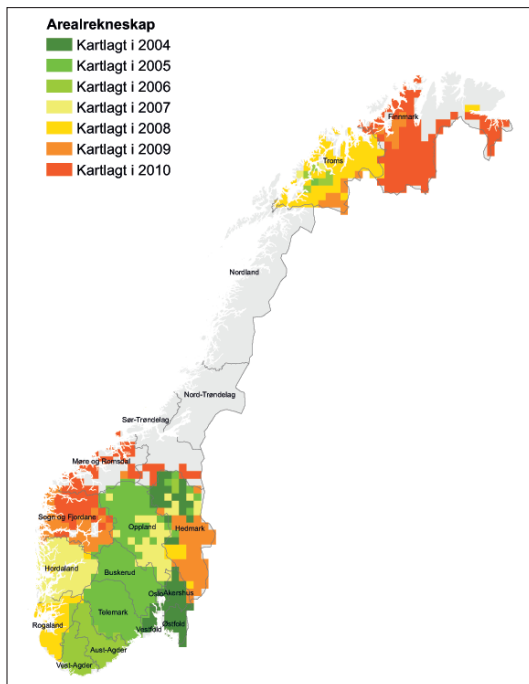 Arealrekneskap
Kartlagt i 2004
Kartlagt i 2005
Kartlagt i 2006
Kartlagt i 2007
Kartlagt i 2008
Kartlagt i 2009
Kartlagt i 2010
Finnmark
Troms
Nordland
Nord-Trøndelag
Sør-Trøndelag
Møre og Romsdal
Sogn og Fjordane
Oppland
Hedmark
Hordaland
Buskerud
Oslo
Akershus
Telemark
Rogaland
Vestfold
Østfold
Aust-Agder
Vest-Agder